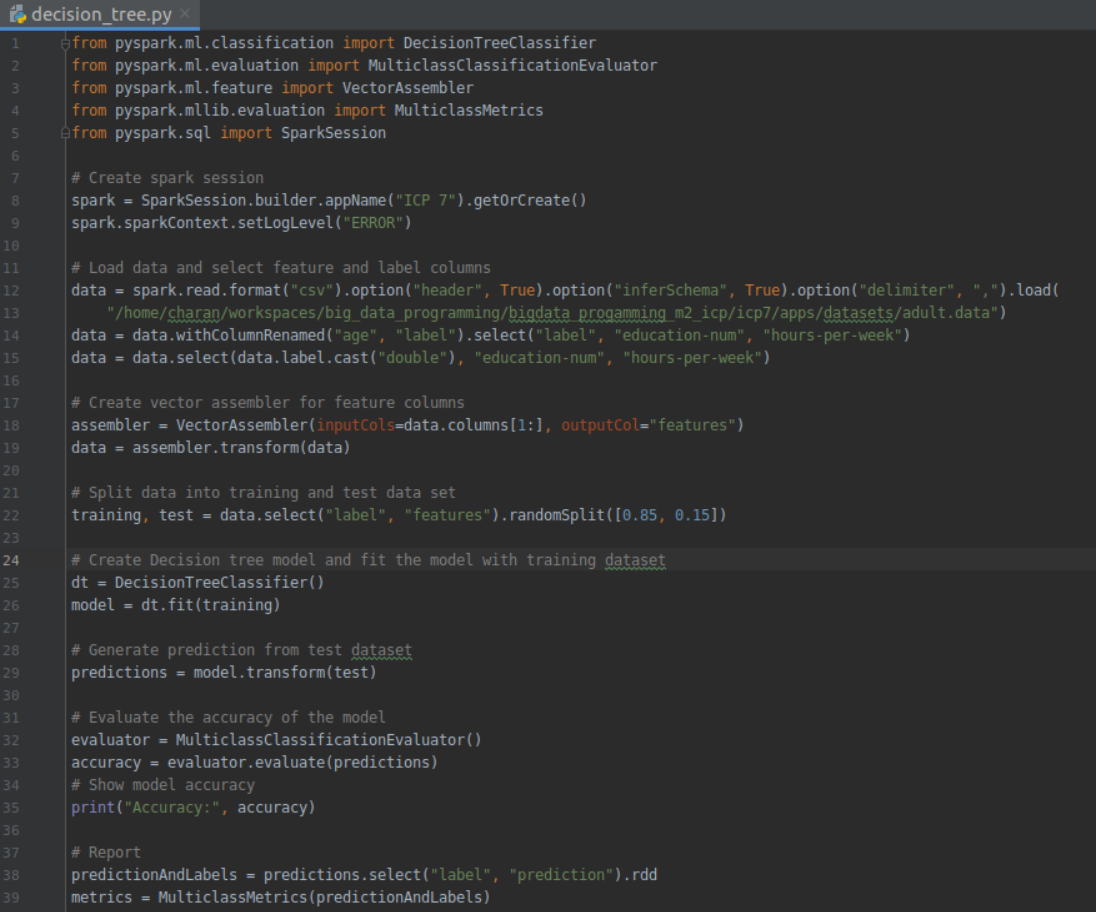 decision_tree.py ×
1 from pyspark.ml.classification import DecisionTreeClassifier
2 from pyspark.ml.evaluation import MulticlassClassificationEvaluator
3 from pyspark.ml.feature import VectorAssembler
4 from pyspark.mllib.evaluation import MulticlassMetrics
5 from pyspark.sql import SparkSession
6
7 # Create spark session
8 spark = SparkSession.builder.appName("ICP 7").getOrCreate()
9 spark.sparkContext.setLogLevel("ERROR")
10
11 # Load data and select feature and label columns
12 data = spark.read.format("csv").option("header", True).option("inferSchema", True).option("delimiter", ",").load(
13     "/home/charan/workspaces/big_data_programming/bigdata_progamming_m2_icp/icp7/apps/datasets/adult.data")
14 data = data.withColumnRenamed("age", "label").select("label", "education-num", "hours-per-week")
15 data = data.select(data.label.cast("double"), "education-num", "hours-per-week")
16
17 # Create vector assembler for feature columns
18 assembler = VectorAssembler(inputCols=data.columns[1:], outputCol="features")
19 data = assembler.transform(data)
20
21 # Split data into training and test data set
22 training, test = data.select("label", "features").randomSplit([0.85, 0.15])
23
24 # Create Decision tree model and fit the model with training dataset
25 dt = DecisionTreeClassifier()
26 model = dt.fit(training)
27
28 # Generate prediction from test dataset
29 predictions = model.transform(test)
30
31 # Evaluate the accuracy of the model
32 evaluator = MulticlassClassificationEvaluator()
33 accuracy = evaluator.evaluate(predictions)
34 # Show model accuracy
35 print("Accuracy:", accuracy)
36
37 # Report
38 predictionAndLabels = predictions.select("label", "prediction").rdd
39 metrics = MulticlassMetrics(predictionAndLabels)